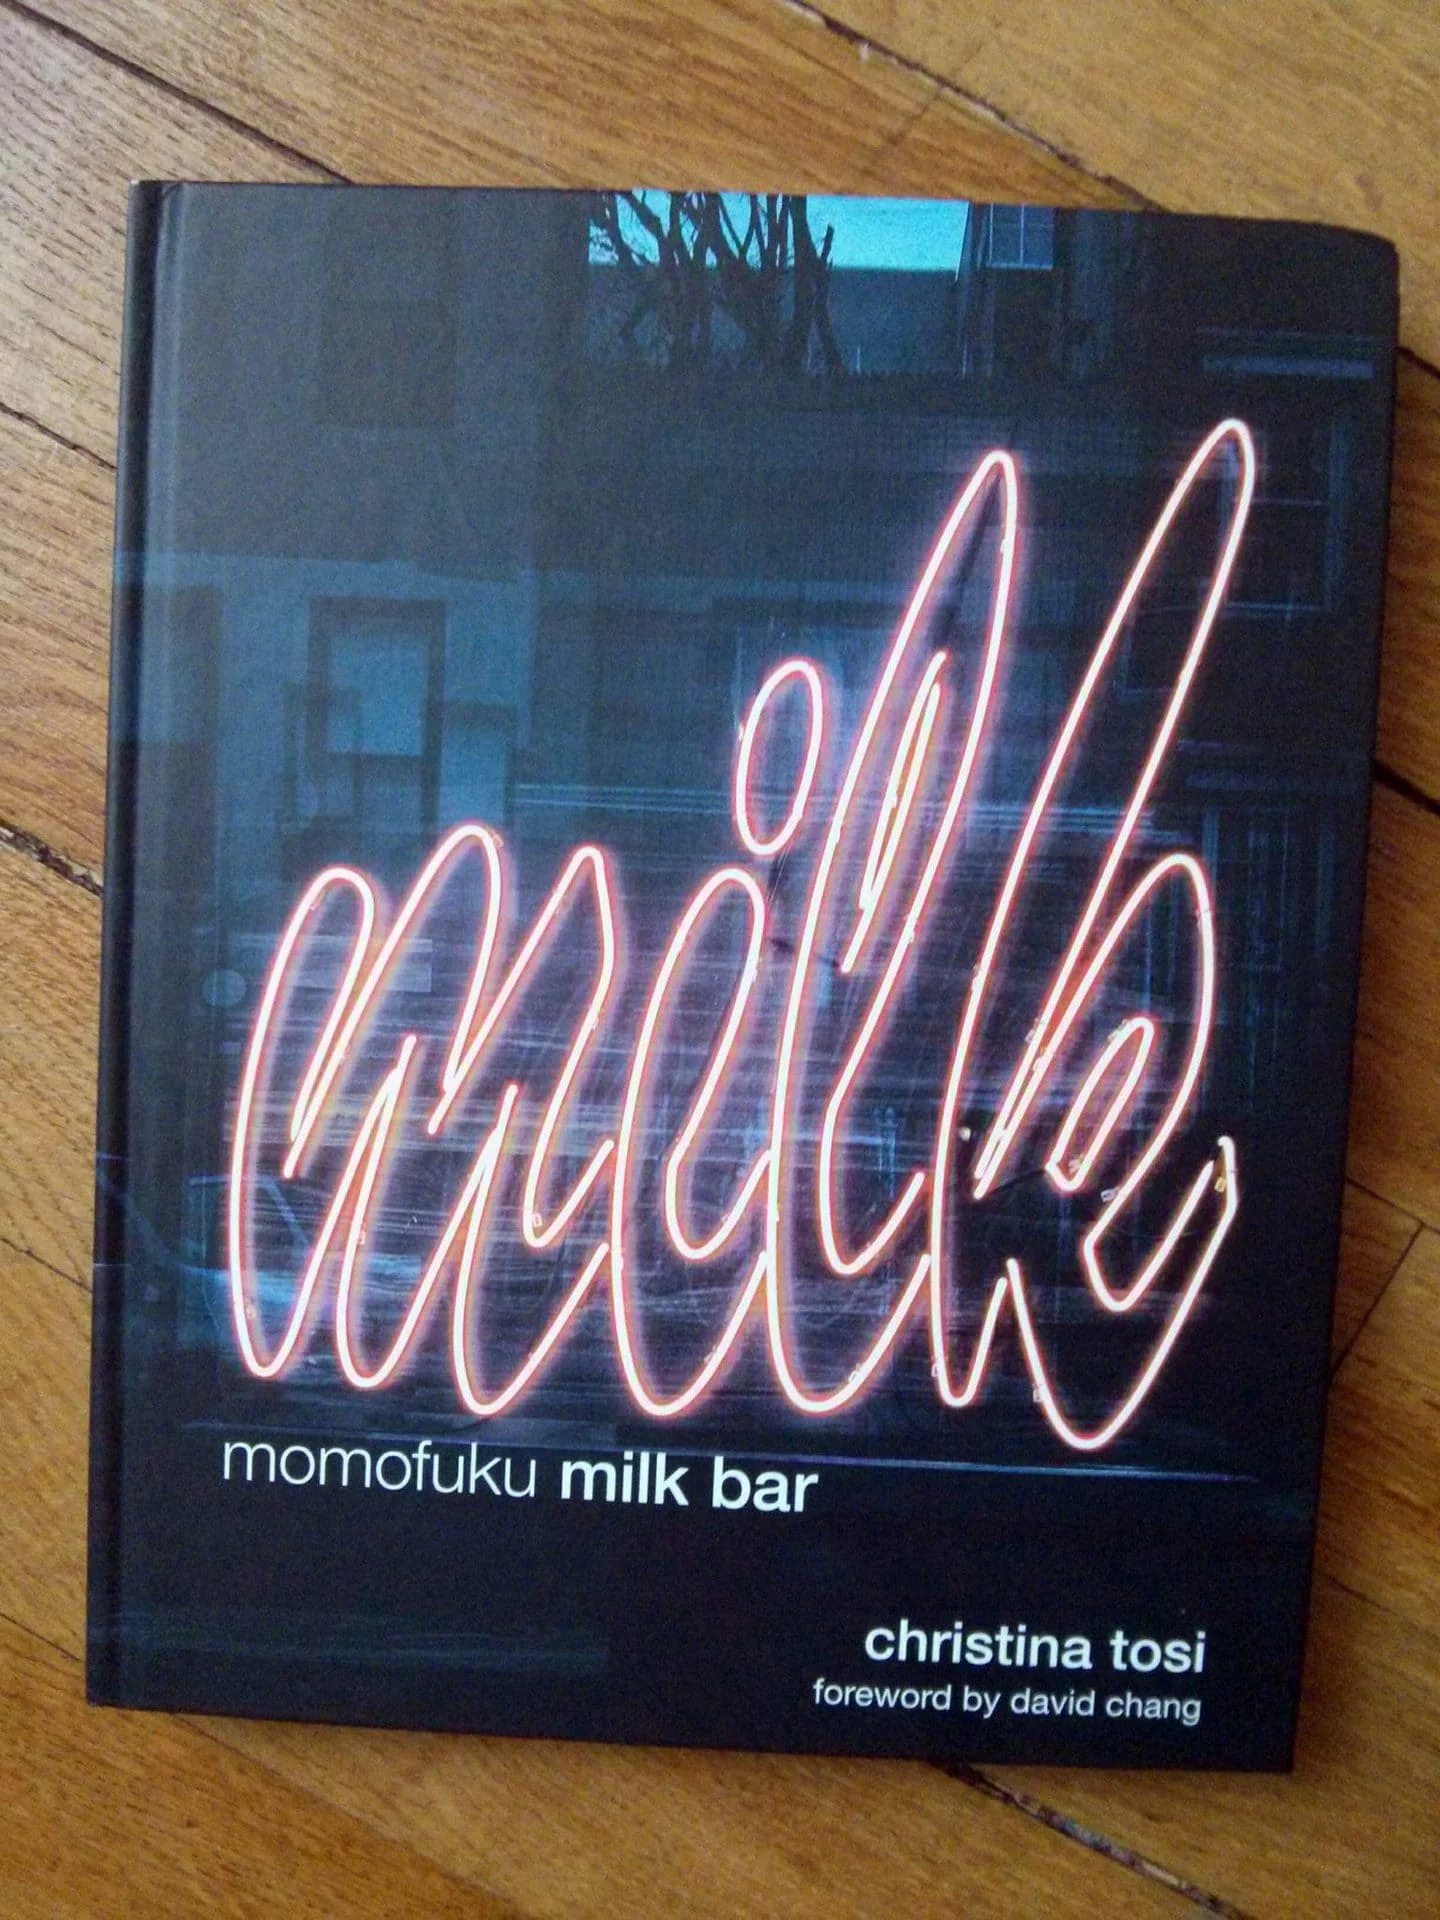 milk
momofuku milk bar
christina tosi
foreword by david chang